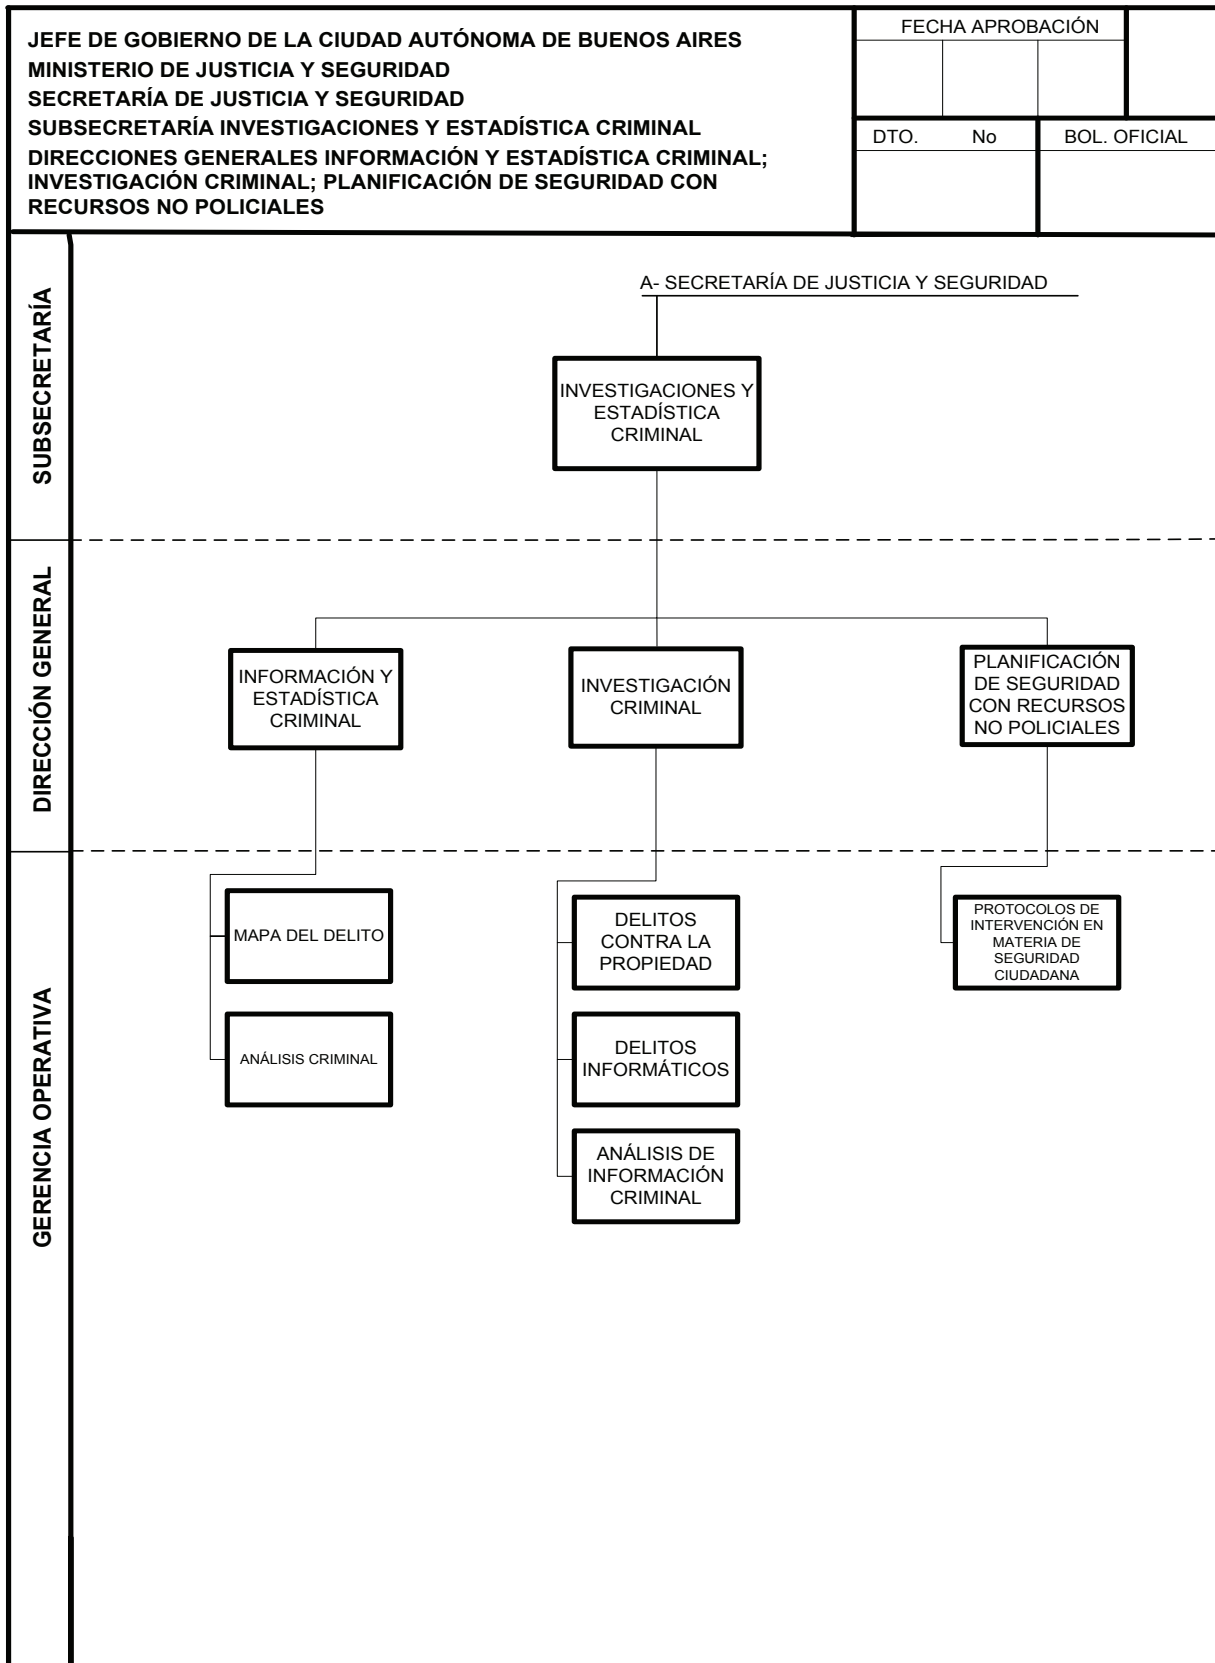 JEFE DE GOBIERNO DE LA CIUDAD AUTÓNOMA DE BUENOS AIRES
MINISTERIO DE JUSTICIA Y SEGURIDAD
SECRETARÍA DE JUSTICIA Y SEGURIDAD
SUBSECRETARÍA INVESTIGACIONES Y ESTADÍSTICA CRIMINAL
DIRECCIONES GENERALES INFORMACIÓN Y ESTADÍSTICA CRIMINAL;
INVESTIGACIÓN CRIMINAL; PLANIFICACIÓN DE SEGURIDAD CON
RECURSOS NO POLICIALES
FECHA APROBACIÓN
DTO. No
BOL. OFICIAL
SUBSECRETARÍA
A- SECRETARÍA DE JUSTICIA Y SEGURIDAD
INVESTIGACIONES Y
ESTADÍSTICA
CRIMINAL
DIRECCIÓN GENERAL
INFORMACIÓN Y
ESTADÍSTICA
CRIMINAL
INVESTIGACIÓN
CRIMINAL
PLANIFICACIÓN
DE SEGURIDAD
CON RECURSOS
NO POLICIALES
GERENCIA OPERATIVA
MAPA DEL DELITO
ANÁLISIS CRIMINAL
DELITOS
CONTRA LA
PROPIEDAD
DELITOS
INFORMÁTICOS
ANÁLISIS DE
INFORMACIÓN
CRIMINAL
PROTOCOLOS DE
INTERVENCIÓN EN
MATERIA DE
SEGURIDAD
CIUDADANA